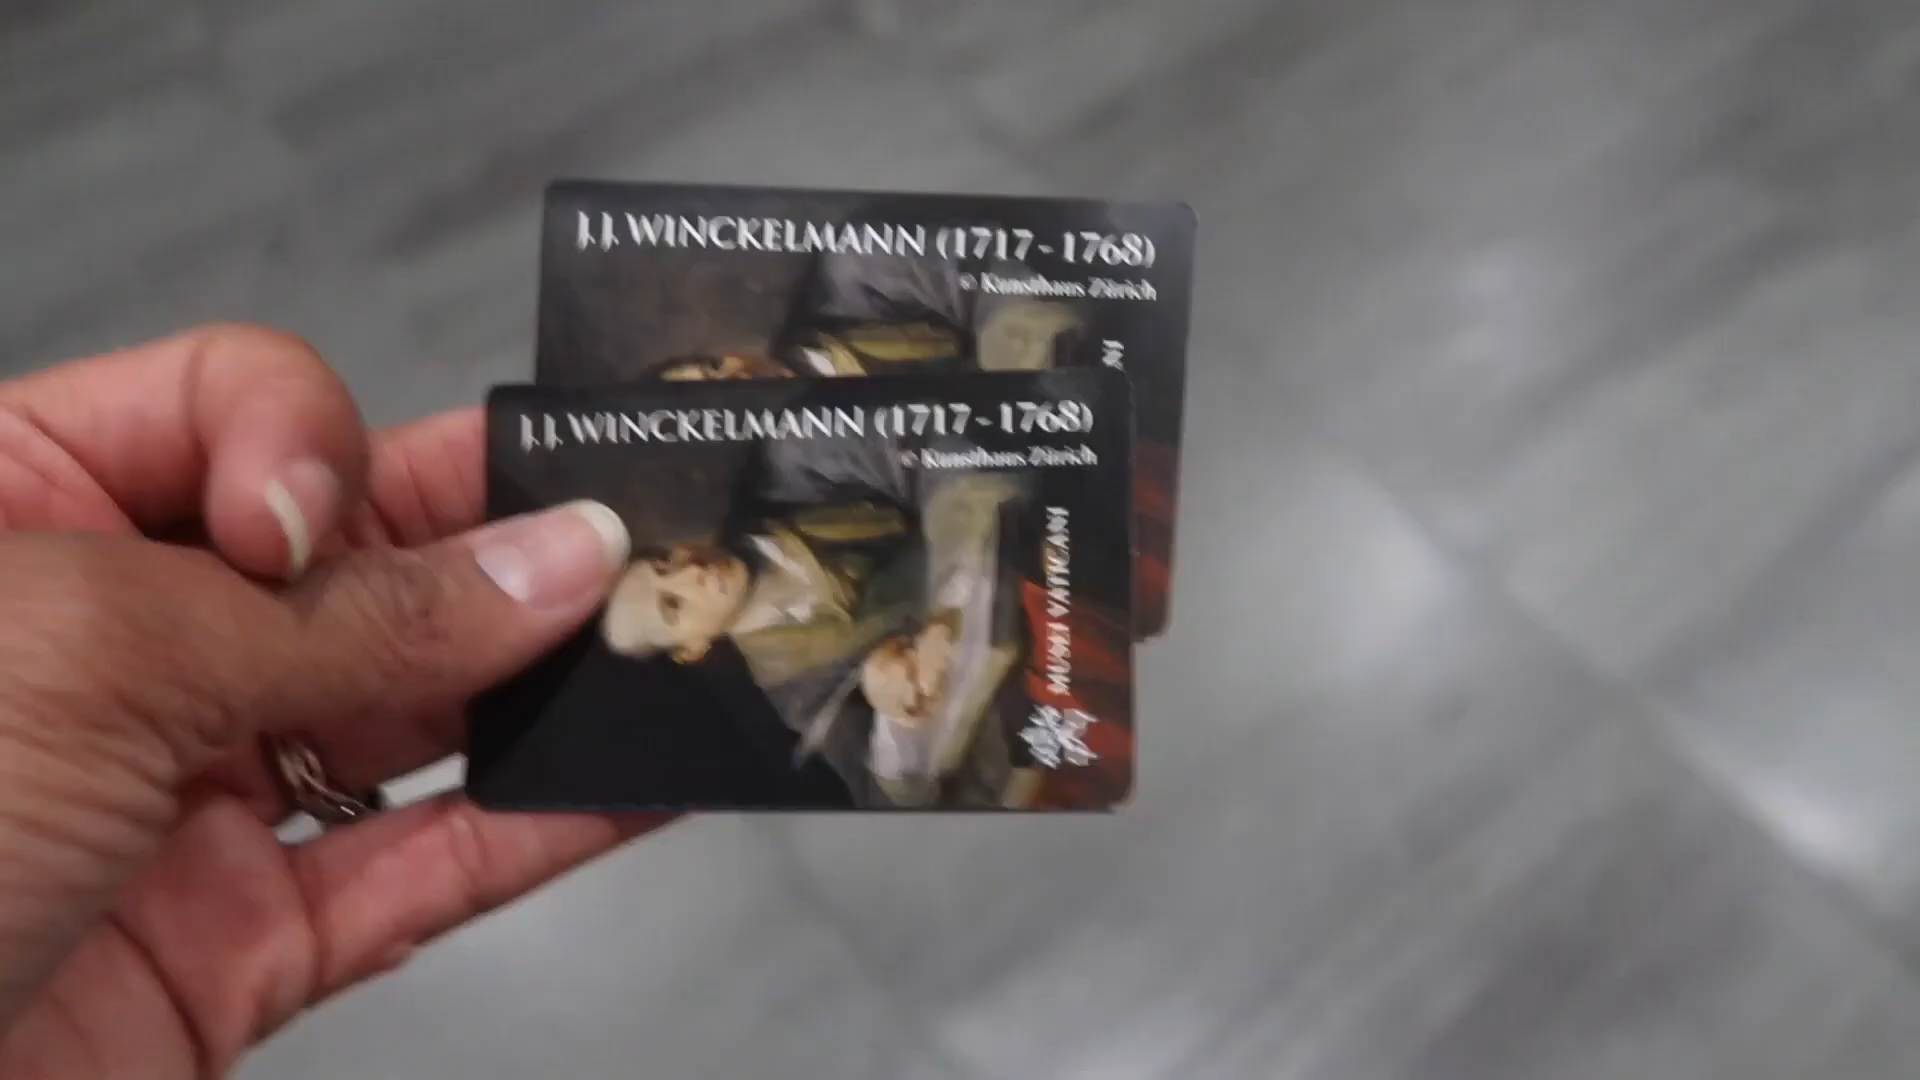 J.J. WINCKELMANN (1717-1768)
© Kunsthaus Zürich
J.J. WINCKELMANN (1717-1768)
© Kunsthaus Zürich
MUSEI VATICANI